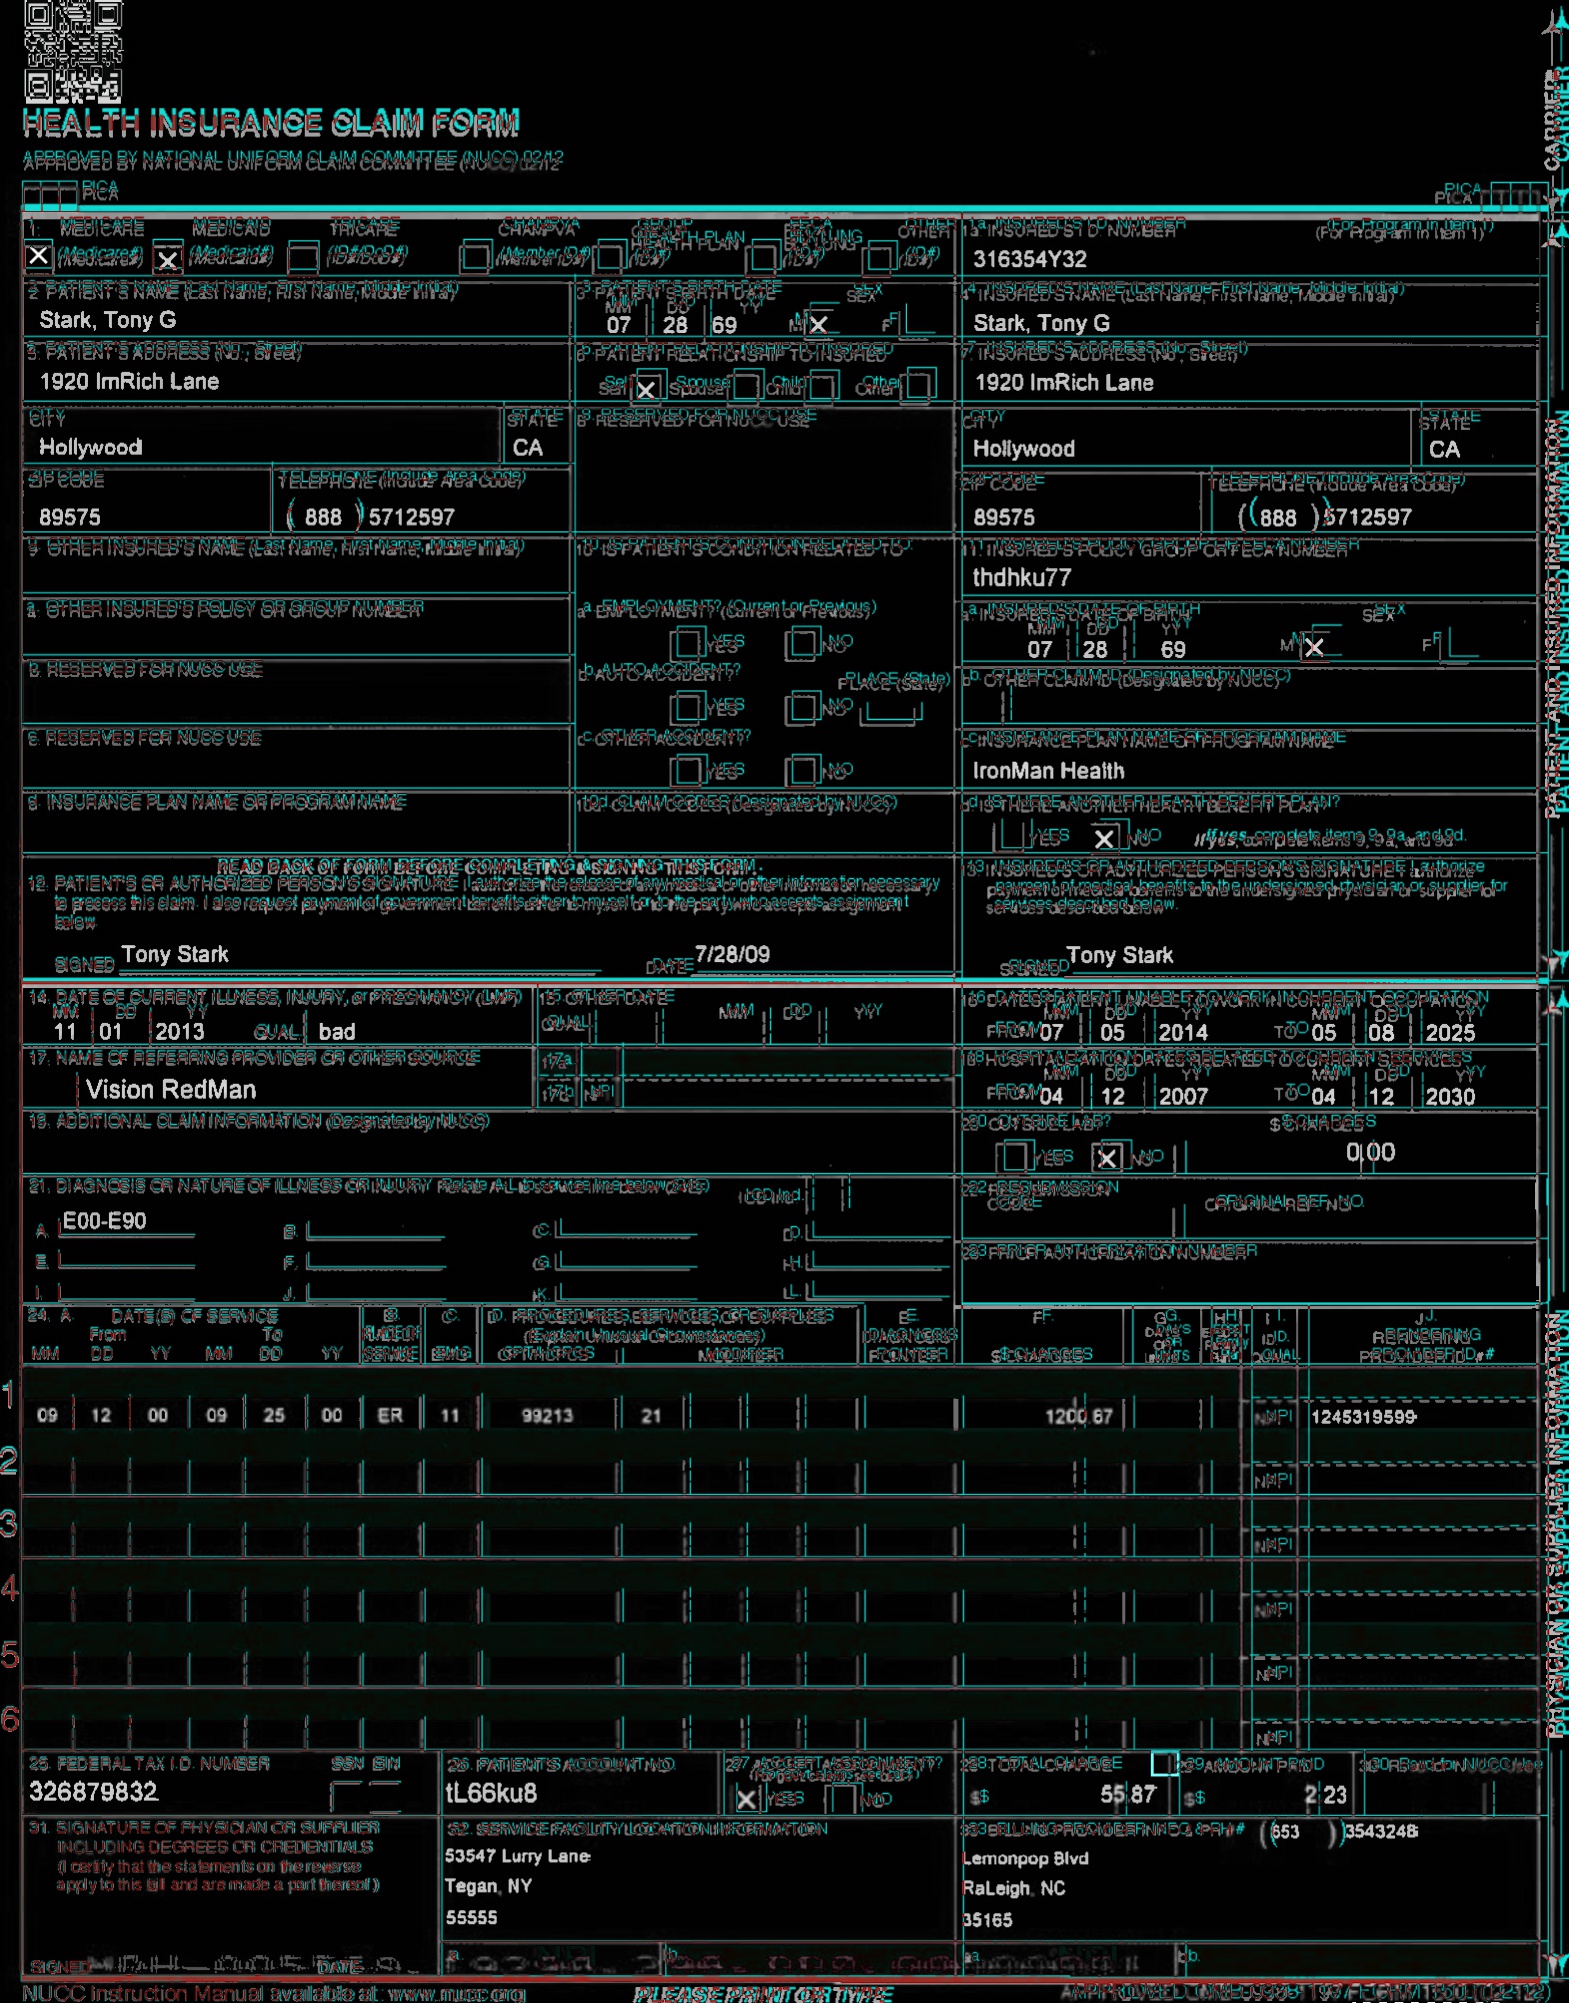 HEALTH INSURANCE CLAIM FORM
APPROVED BY NATIONAL UNIFORM CLAIM COMMITTEE (NUCC) 02/12
PICA
PICA
CARRIER
1. MEDICARE MEDICAID TRICARE CHAMPVA GROUP HEALTH PLAN FECA BLK LUNG OTHER
X (Medicare#) X (Medicaid#) (ID#/DoD#) (Member ID#) (ID#) (ID#) (ID#)
1a. INSURED'S I.D. NUMBER (For Program in Item 1)
316354Y32
2. PATIENT'S NAME (Last Name, First Name, Middle Initial)
Stark, Tony G
3. PATIENT'S BIRTH DATE SEX
MM DD YY
07 28 69 M X F
4. INSURED'S NAME (Last Name, First Name, Middle Initial)
Stark, Tony G
5. PATIENT'S ADDRESS (No., Street)
1920 ImRich Lane
6. PATIENT RELATIONSHIP TO INSURED
Self X Spouse Child Other
7. INSURED'S ADDRESS (No., Street)
1920 ImRich Lane
CITY STATE
Hollywood CA
8. RESERVED FOR NUCC USE
CITY STATE
Hollywood CA
ZIP CODE TELEPHONE (Include Area Code)
89575 ( 888 ) 5712597
ZIP CODE TELEPHONE (Include Area Code)
89575 ( 888 ) 5712597
9. OTHER INSURED'S NAME (Last Name, First Name, Middle Initial)
10. IS PATIENT'S CONDITION RELATED TO:
11. INSURED'S POLICY GROUP OR FECA NUMBER
thdhku77
a. OTHER INSURED'S POLICY OR GROUP NUMBER
a. EMPLOYMENT? (Current or Previous)
YES NO
a. INSURED'S DATE OF BIRTH SEX
MM DD YY
07 28 69 M X F
b. RESERVED FOR NUCC USE
b. AUTO ACCIDENT? PLACE (State)
YES NO
b. OTHER CLAIM ID (Designated by NUCC)
c. RESERVED FOR NUCC USE
c. OTHER ACCIDENT?
YES NO
c. INSURANCE PLAN NAME OR PROGRAM NAME
IronMan Health
d. INSURANCE PLAN NAME OR PROGRAM NAME
10d. CLAIM CODES (Designated by NUCC)
d. IS THERE ANOTHER HEALTH BENEFIT PLAN?
YES X NO If yes, complete items 9, 9a, and 9d.
READ BACK OF FORM BEFORE COMPLETING & SIGNING THIS FORM.
12. PATIENT'S OR AUTHORIZED PERSON'S SIGNATURE I authorize the release of any medical or other information necessary
to process this claim. I also request payment of government benefits either to myself or to the party who accepts assignment
below.
SIGNED Tony Stark DATE 7/28/09
13. INSURED'S OR AUTHORIZED PERSON'S SIGNATURE I authorize
payment of medical benefits to the undersigned physician or supplier for
services described below.
SIGNED Tony Stark
PATIENT AND INSURED INFORMATION
14. DATE OF CURRENT ILLNESS, INJURY, or PREGNANCY (LMP)
MM DD YY
11 01 2013 QUAL. bad
15. OTHER DATE
QUAL. MM DD YY
16. DATES PATIENT UNABLE TO WORK IN CURRENT OCCUPATION
MM DD YY MM DD YY
FROM 07 05 2014 TO 05 08 2025
17. NAME OF REFERRING PROVIDER OR OTHER SOURCE
Vision RedMan
17a.
17b. NPI
18. HOSPITALIZATION DATES RELATED TO CURRENT SERVICES
MM DD YY MM DD YY
FROM 04 12 2007 TO 04 12 2030
19. ADDITIONAL CLAIM INFORMATION (Designated by NUCC)
20. OUTSIDE LAB? $ CHARGES
YES X NO 0.00
21. DIAGNOSIS OR NATURE OF ILLNESS OR INJURY Relate A-L to service line below (24E) ICD Ind.
A. E00-E90 B. C. D.
E. F. G. H.
I. J. K. L.
22. RESUBMISSION
CODE ORIGINAL REF. NO.
23. PRIOR AUTHORIZATION NUMBER
24. A. DATE(S) OF SERVICE B. C. D. PROCEDURES, SERVICES, OR SUPPLIES E. F. G. H. I. J.
From To PLACE OF (Explain Unusual Circumstances) DIAGNOSIS DAYS OR ID. RENDERING
MM DD YY MM DD YY SERVICE EMG CPT/HCPCS MODIFIER POINTER $ CHARGES UNITS QUAL. PROVIDER ID. #
1
09 12 00 09 25 00 ER 11 99213 21 1200.67 NPI 1245319599
2
NPI
3
NPI
4
NPI
5
NPI
6
NPI
25. FEDERAL TAX I.D. NUMBER SSN EIN
326879832
26. PATIENT'S ACCOUNT NO.
tL66ku8
27. ACCEPT ASSIGNMENT?
(For govt. claims, see back)
X YES NO
28. TOTAL CHARGE
$ 55 87
29. AMOUNT PAID
$ 2 23
30. Rsvd for NUCC Use
31. SIGNATURE OF PHYSICIAN OR SUPPLIER
INCLUDING DEGREES OR CREDENTIALS
(I certify that the statements on the reverse
apply to this bill and are made a part thereof.)
SIGNED DATE
32. SERVICE FACILITY LOCATION INFORMATION
53547 Lurry Lane
Tegan, NY
55555
a. b.
33. BILLING PROVIDER INFO & PH # ( 653 ) 3543248
Lemonpop Blvd
RaLeigh, NC
35165
a. b.
PHYSICIAN OR SUPPLIER INFORMATION
NUCC Instruction Manual available at: www.nucc.org
PLEASE PRINT OR TYPE